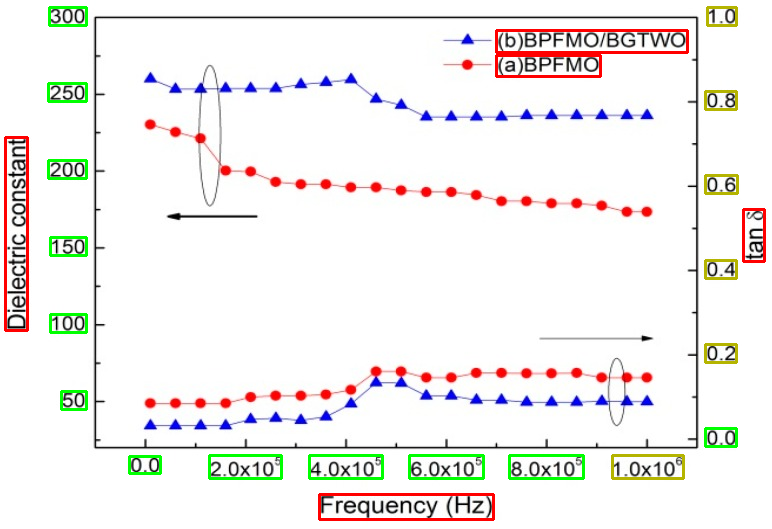 300
1.0
(b)BPFMO/BGTWO
(a)BPFMO
250
0.8
200
0.6
Dielectric constant
tan δ
150
0.4
100
0.2
50
0.0
0.0
2.0x10⁵
4.0x10⁵
6.0x10⁵
8.0x10⁵
1.0x10⁶
Frequency (Hz)